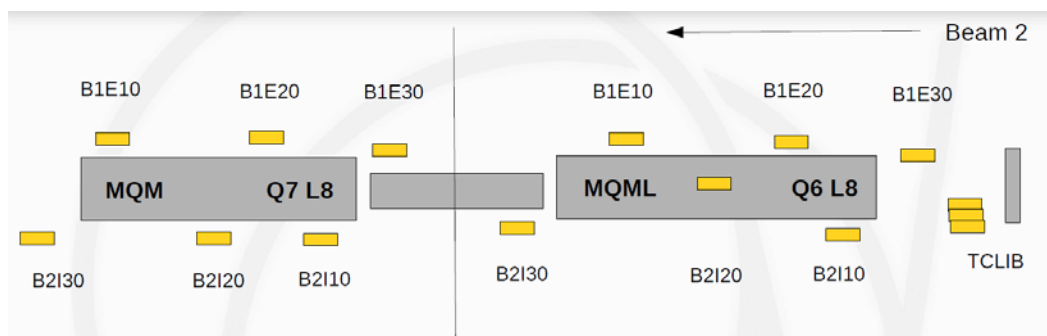 Beam 2
B1E10
B1E20
B1E30
B1E10
B1E20
B1E30
MQM
Q7 L8
MQML
Q6 L8
B2I30
B2I20
B2I10
B2I30
B2I20
B2I10
TCLIB